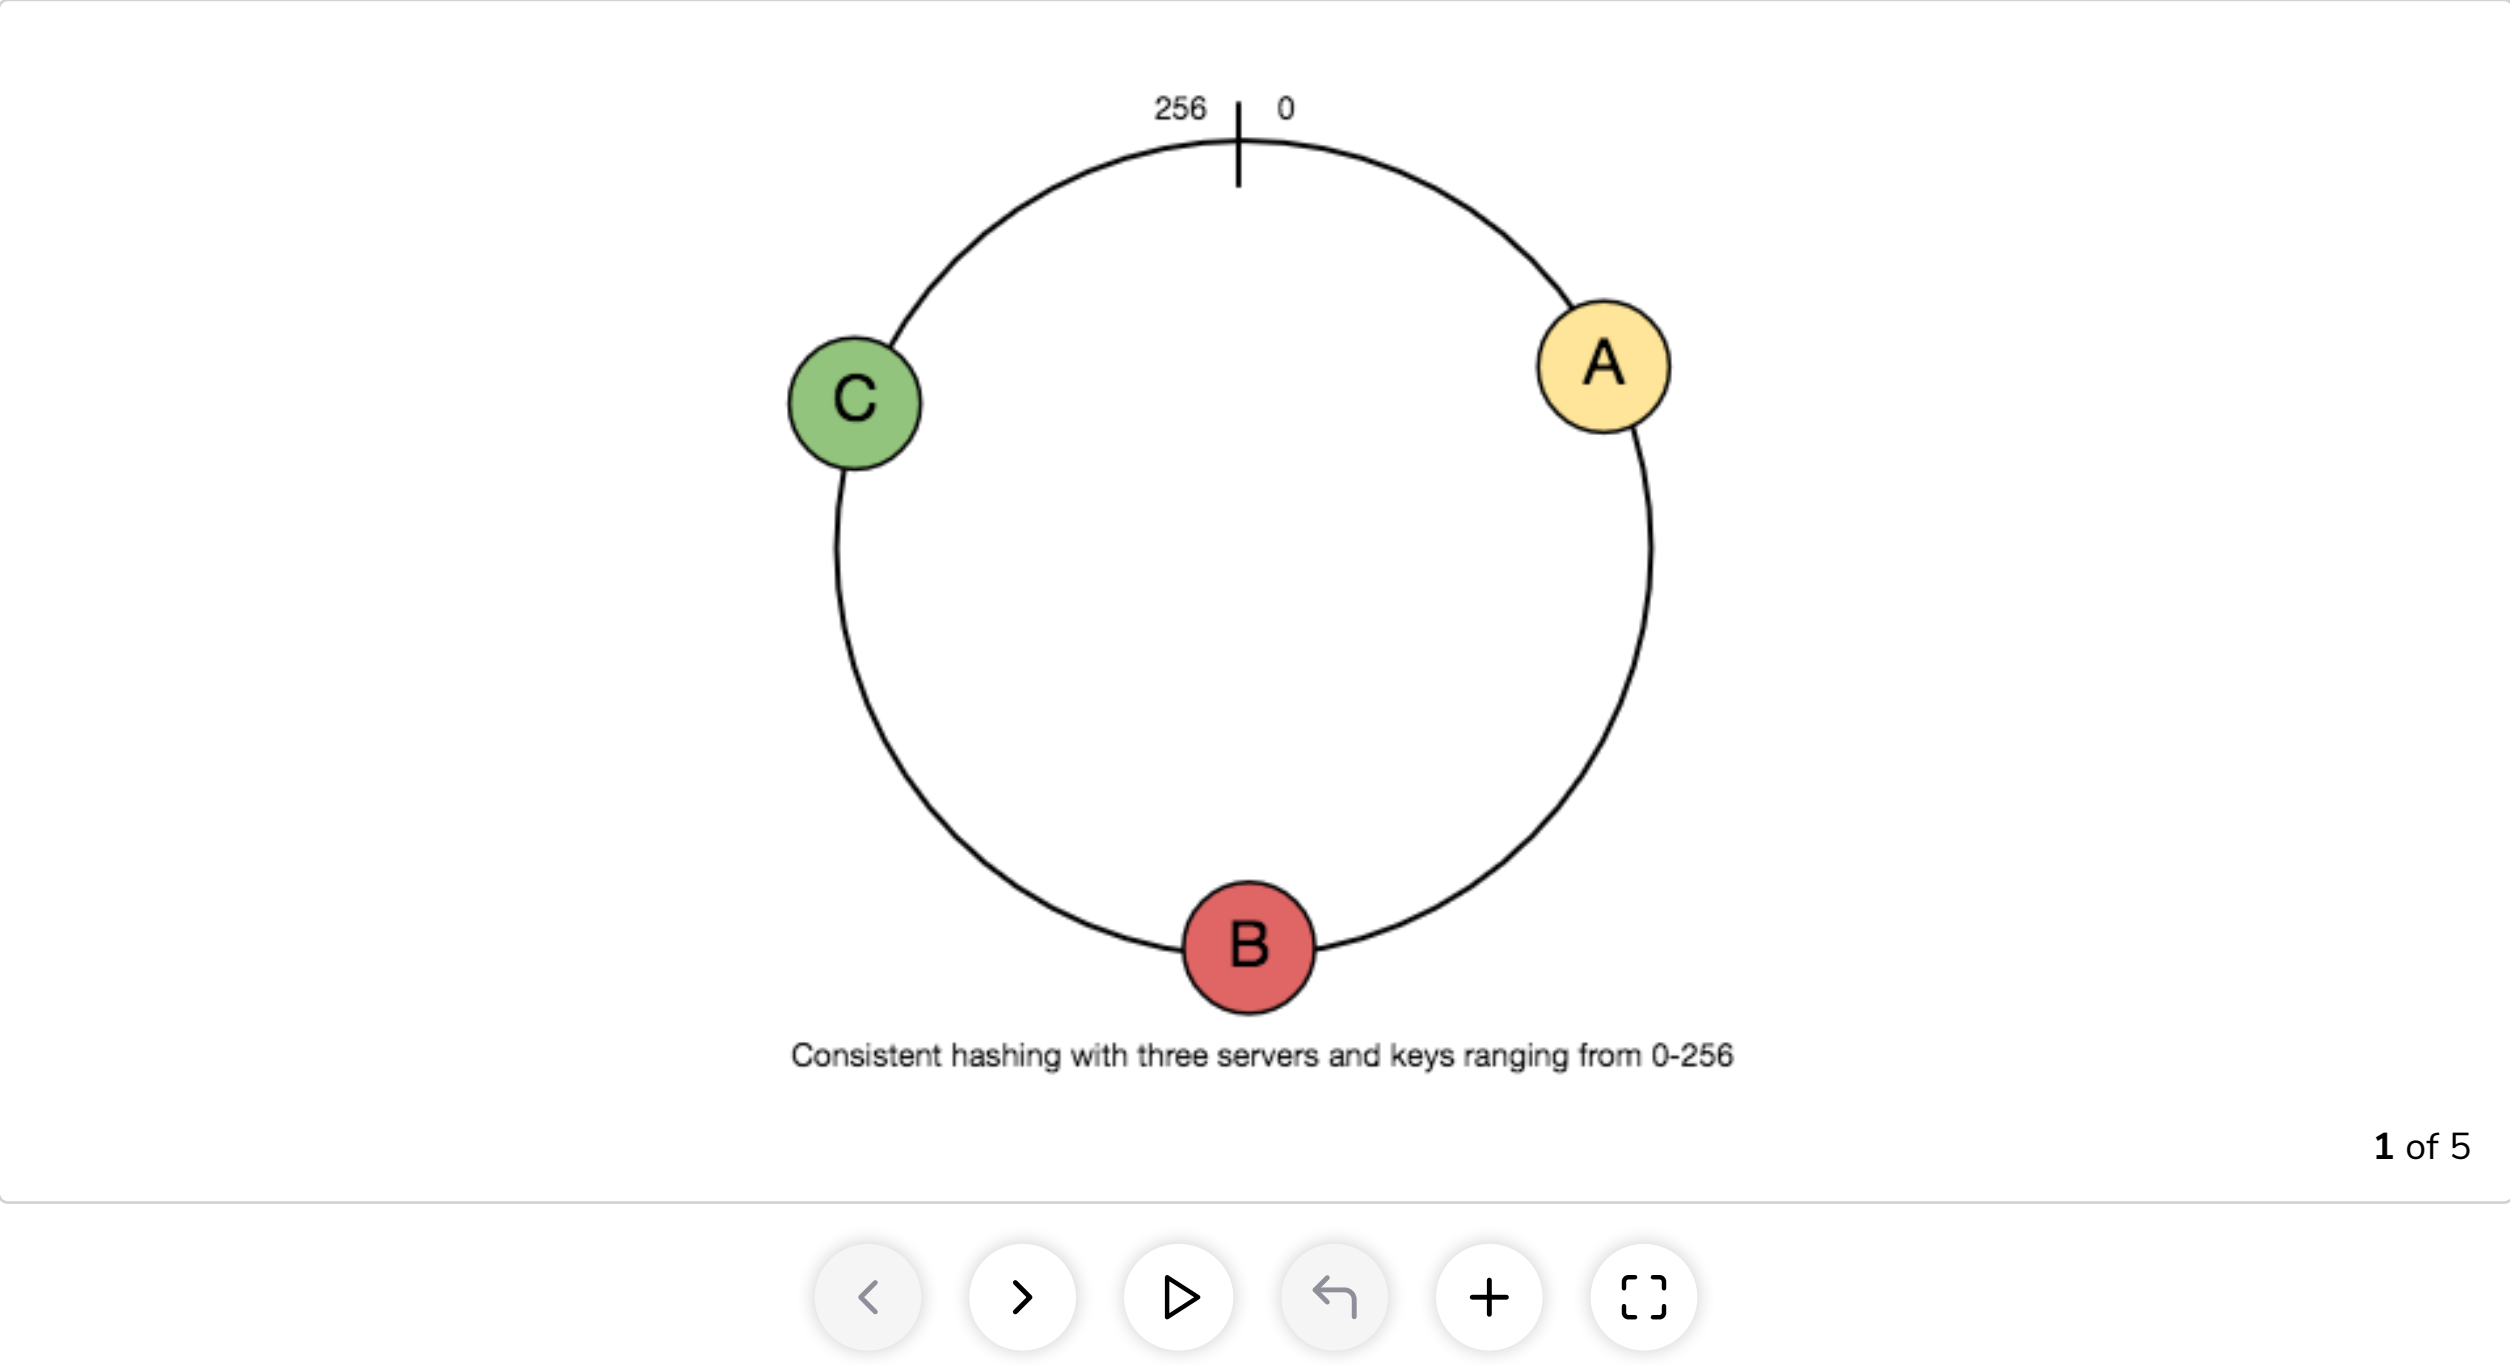 256 0
A
C
B
Consistent hashing with three servers and keys ranging from 0-256
1 of 5